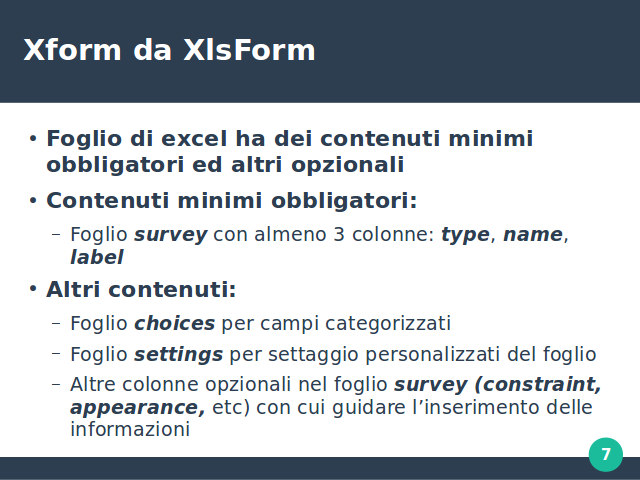 Xform da XlsForm
• Foglio di excel ha dei contenuti minimi
obbligatori ed altri opzionali
• Contenuti minimi obbligatori:
– Foglio survey con almeno 3 colonne: type, name,
label
• Altri contenuti:
– Foglio choices per campi categorizzati
– Foglio settings per settaggio personalizzati del foglio
– Altre colonne opzionali nel foglio survey (constraint,
appearance, etc) con cui guidare l’inserimento delle
informazioni
7